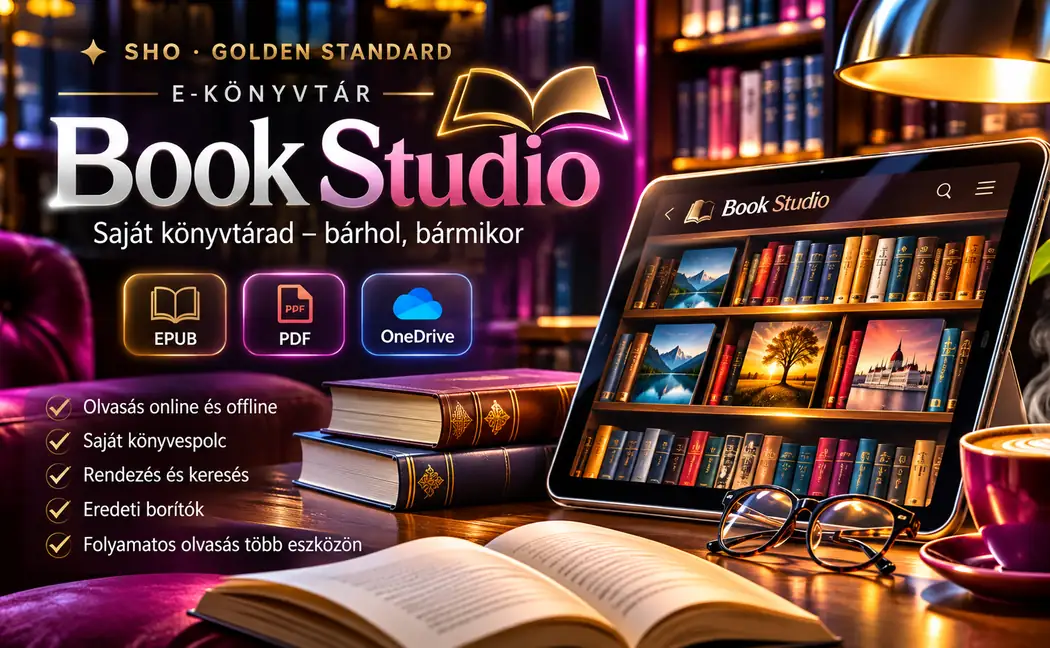 SHO · GOLDEN STANDARD
E-KÖNYVTÁR
Book Studio
Saját könyvtárad – bárhol, bármikor
EPUB
PDF
PDF
OneDrive
Olvasás online és offline
Saját könyvespolc
Rendezés és keresés
Eredeti borítók
Folyamatos olvasás több eszközön
Book Studio